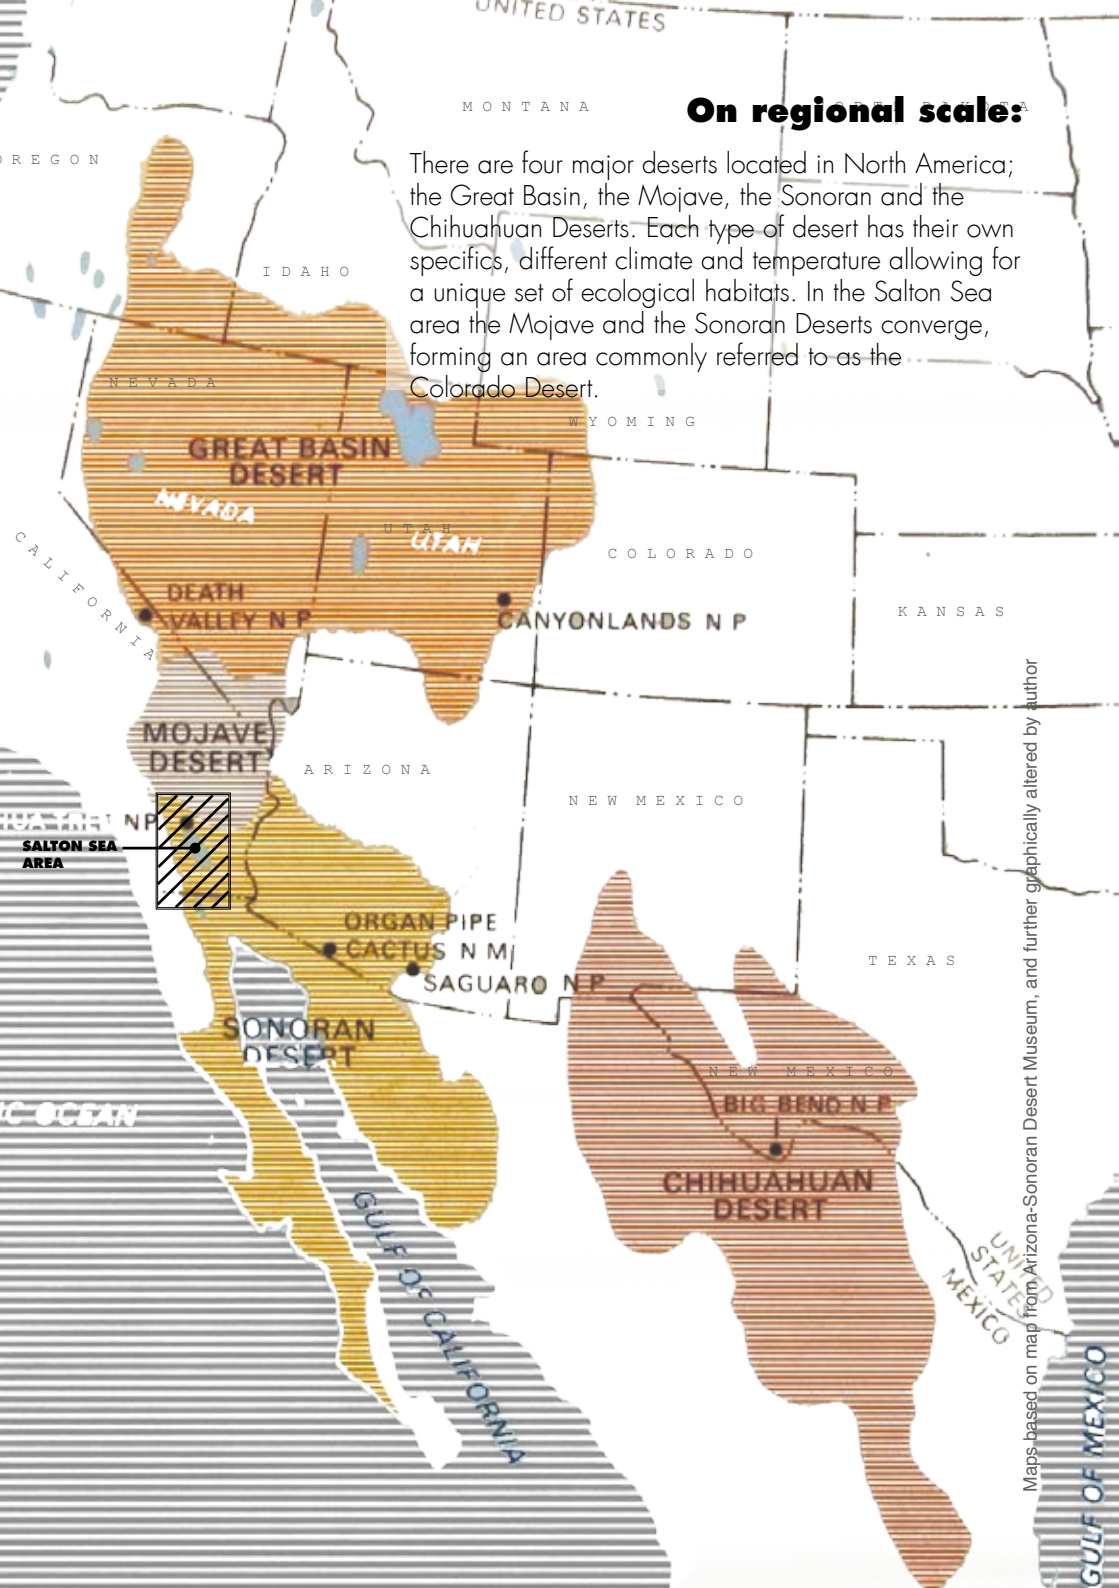 UNITED STATES
MONTANA
On regional scale:
OREGON
There are four major deserts located in North America;
the Great Basin, the Mojave, the Sonoran and the
Chihuahuan Deserts. Each type of desert has their own
specifics, different climate and temperature allowing for
a unique set of ecological habitats. In the Salton Sea
area the Mojave and the Sonoran Deserts converge,
forming an area commonly referred to as the
Colorado Desert.
IDAHO
NEVADA
WYOMING
GREAT BASIN
DESERT
NEVADA
UTAH
UTAH
CALIFORNIA
COLORADO
DEATH
VALLEY N P
CANYONLANDS N P
KANSAS
MOJAVE
DESERT
ARIZONA
NEW MEXICO
NP
SALTON SEA
AREA
ORGAN PIPE
CACTUS N M
SAGUARO N P
TEXAS
SONORAN
DESERT
NEW MEXICO
BIG BEND N P
IC OCEAN
CHIHUAHUAN
DESERT
GULF OF CALIFORNIA
UNITED
STATES
MEXICO
Maps based on map from Arizona-Sonoran Desert Museum, and further graphically altered by author
GULF OF MEXICO